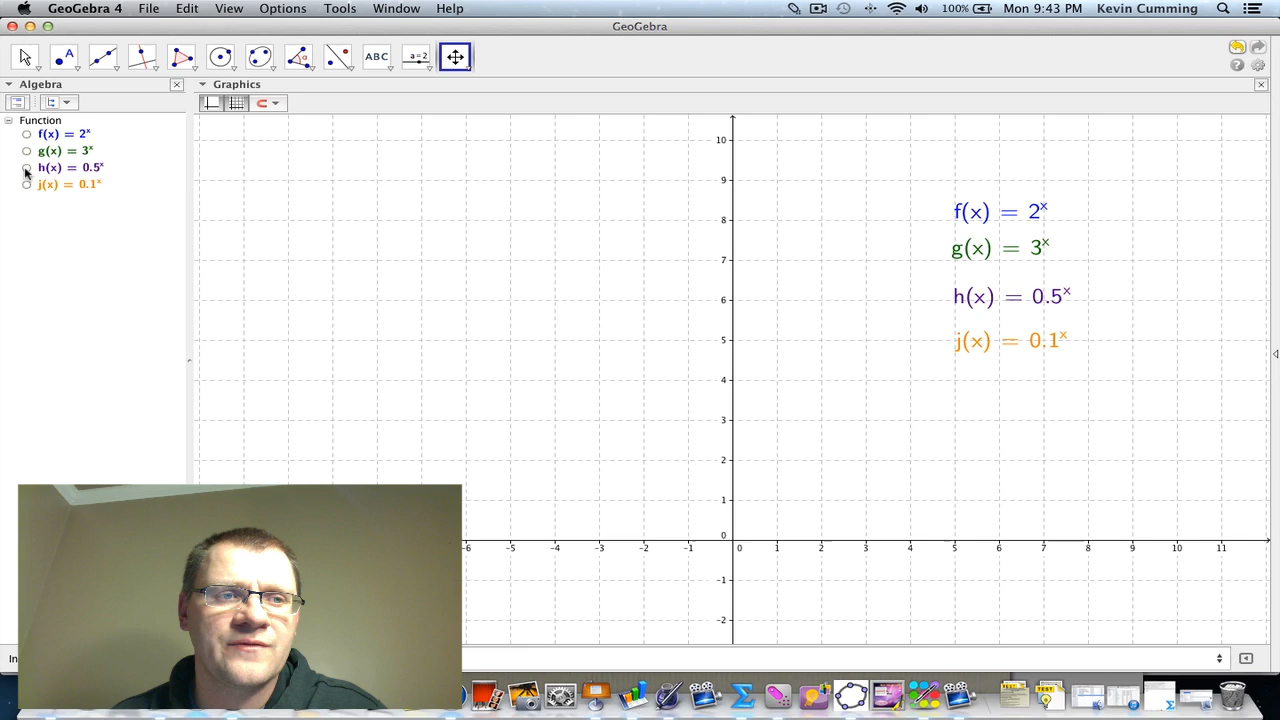 GeoGebra 4 File Edit View Options Tools Window Help 100% Mon 9:43 PM Kevin Cumming
GeoGebra
A ABC a=2
Algebra
Graphics
Function
f(x) = 2ˣ
g(x) = 3ˣ
h(x) = 0.5ˣ
j(x) = 0.1ˣ
10
9
8
7
6
5
4
3
2
1
0
-1
-2
f(x) = 2ˣ
g(x) = 3ˣ
h(x) = 0.5ˣ
j(x) = 0.1ˣ
-6 -5 -4 -3 -2 -1 0 1 2 3 4 5 6 7 8 9 10 11
In
TEST
TEST